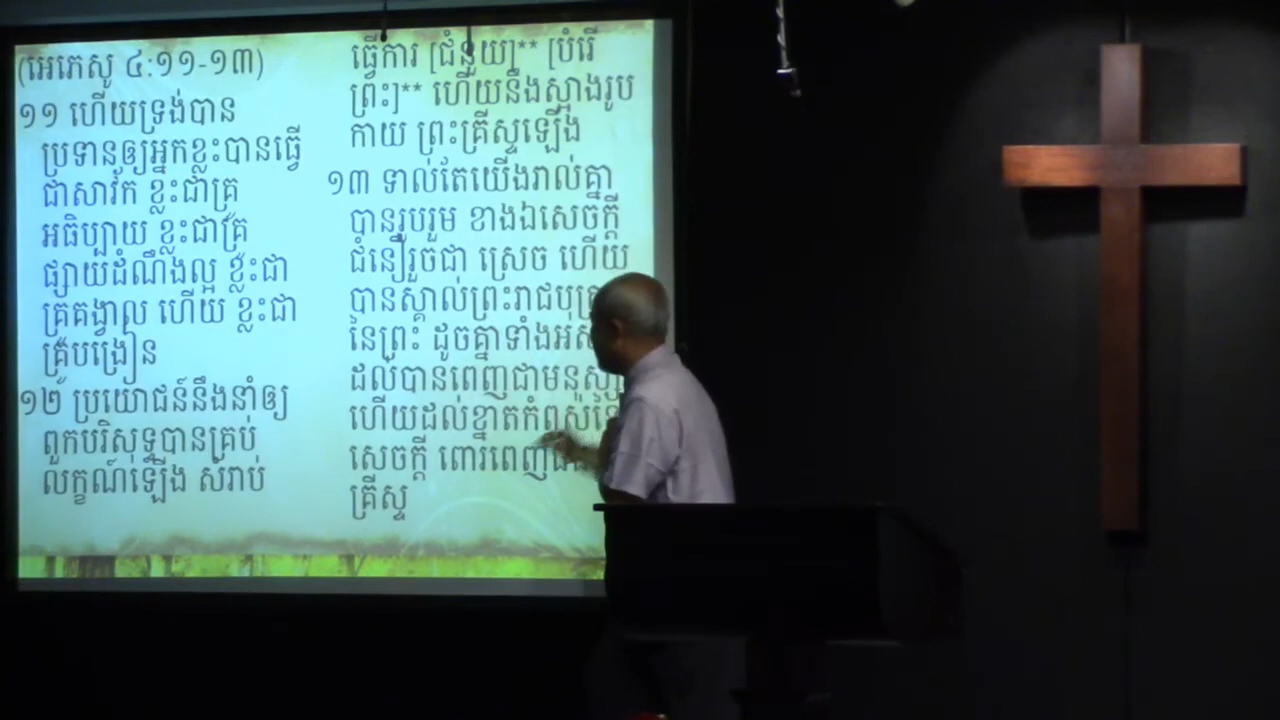 (អេភេសូ ៤:១១-១៣)
១១ ហើយទ្រង់បាន
ប្រទានឲ្យអ្នកខ្លះបានធ្វើ
ជាសាវ័ក ខ្លះជាគ្រូ
អធិប្បាយ ខ្លះជាគ្រូ
ផ្សាយដំណឹងល្អ ខ្លះជា
គ្រូគង្វាល ហើយ ខ្លះជា
គ្រូបង្រៀន
១២ ប្រយោជន៍នឹងនាំឲ្យ
ពួកបរិសុទ្ធបានគ្រប់
លក្ខណ៍ឡើង សំរាប់
ធ្វើការ [ជំនួយ]** [បំរើ
ព្រះ]** ហើយនឹងស្អាងរូប
កាយ ព្រះគ្រីស្ទឡើង
១៣ ទាល់តែយើងរាល់គ្នា
បានរួបរួម ខាងឯសេចក្ដី
ជំនឿរួចជា ស្រេច ហើយ
បានស្គាល់ព្រះរាជបុត្រា
នៃព្រះ ដូចគ្នាទាំង
ដល់បានពេញជាមនុស្ស
ហើយដល់ខ្នាតកំពស់នៃ
សេចក្ដី ពោរពេញ
គ្រីស្ទ